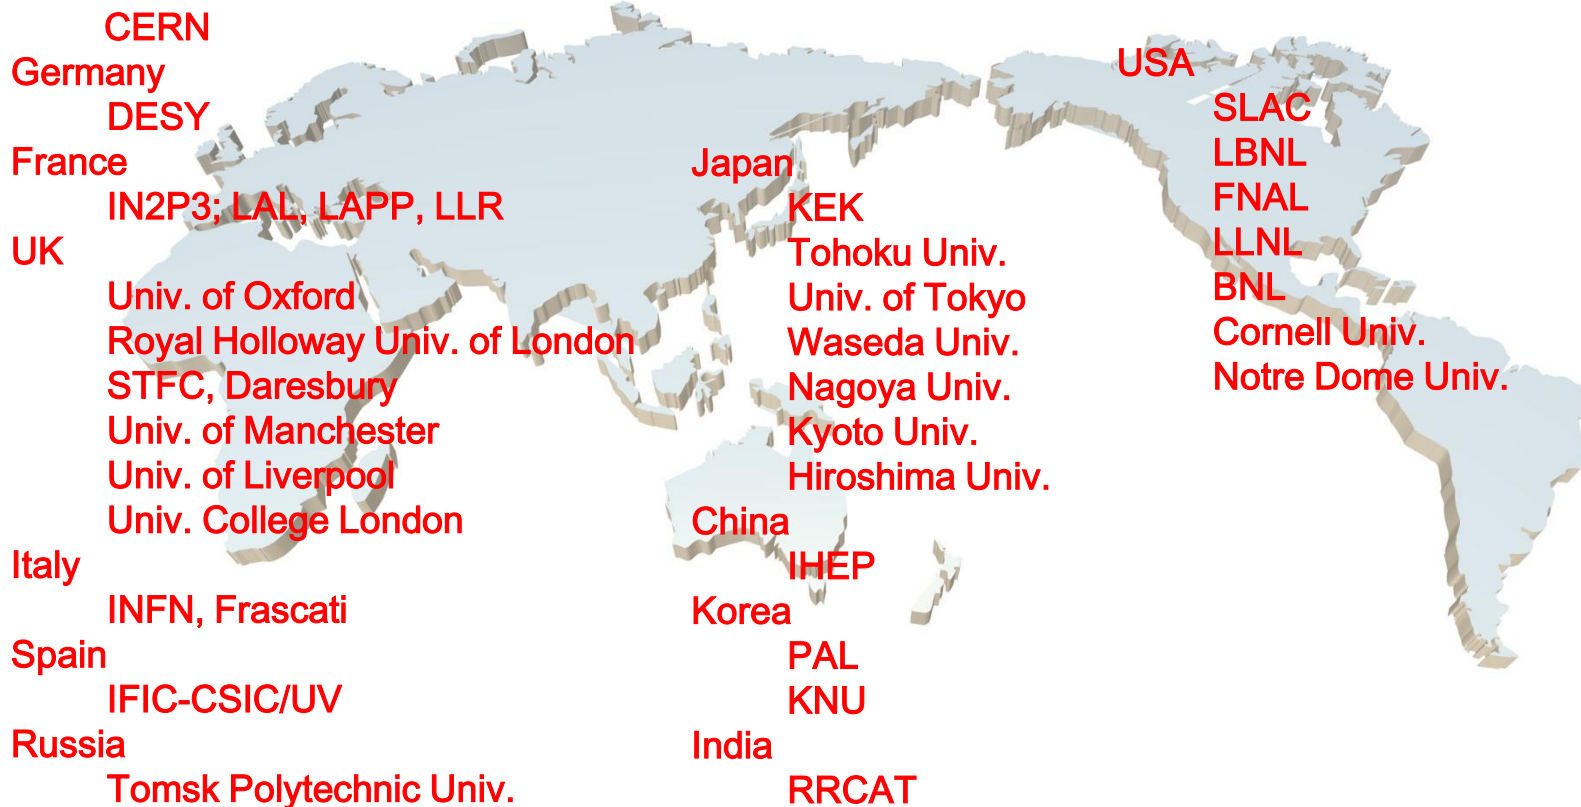 CERN
Germany
DESY
France
IN2P3; LAL, LAPP, LLR
UK
Univ. of Oxford
Royal Holloway Univ. of London
STFC, Daresbury
Univ. of Manchester
Univ. of Liverpool
Univ. College London
Italy
INFN, Frascati
Spain
IFIC-CSIC/UV
Russia
Tomsk Polytechnic Univ.
Japan
KEK
Tohoku Univ.
Univ. of Tokyo
Waseda Univ.
Nagoya Univ.
Kyoto Univ.
Hiroshima Univ.
China
IHEP
Korea
PAL
KNU
India
RRCAT
USA
SLAC
LBNL
FNAL
LLNL
BNL
Cornell Univ.
Notre Dome Univ.